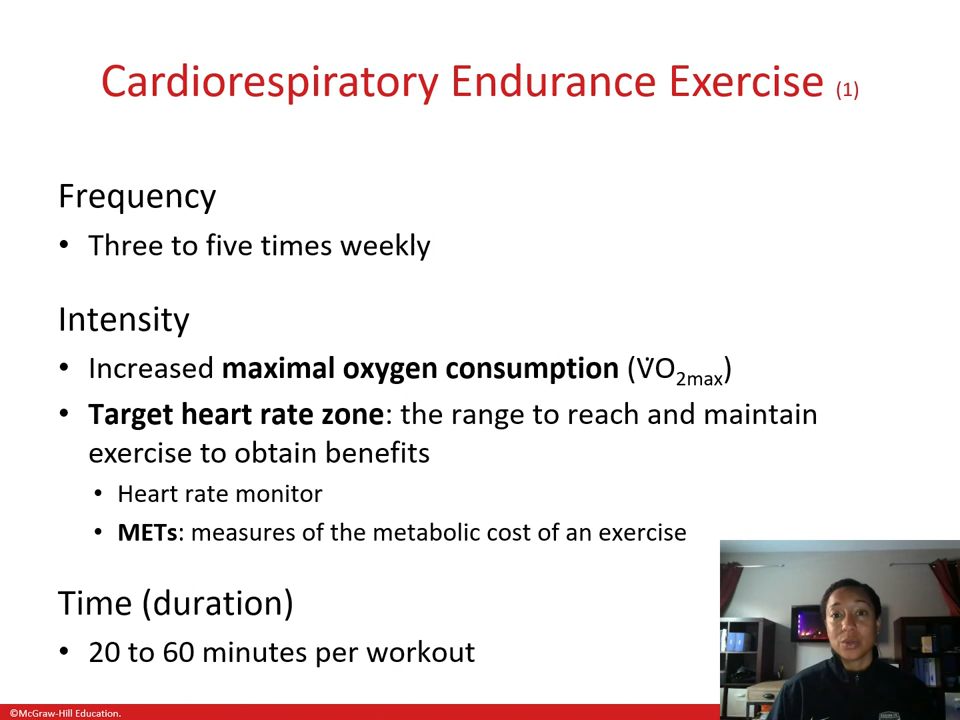 Cardiorespiratory Endurance Exercise (1)
Frequency
• Three to five times weekly
Intensity
• Increased maximal oxygen consumption (V̇O2max)
• Target heart rate zone: the range to reach and maintain
exercise to obtain benefits
• Heart rate monitor
• METs: measures of the metabolic cost of an exercise
Time (duration)
• 20 to 60 minutes per workout
©McGraw-Hill Education.